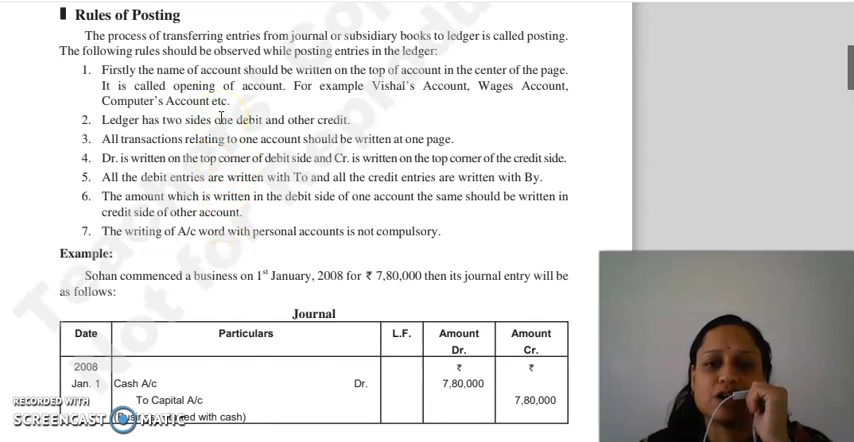 Rules of Posting
The process of transferring entries from journal or subsidiary books to ledger is called posting.
The following rules should be observed while posting entries in the ledger:
1. Firstly the name of account should be written on the top of account in the center of the page.
It is called opening of account. For example Vishal's Account, Wages Account,
Computer's Account etc.
2. Ledger has two sides one debit and other credit.
3. All transactions relating to one account should be written at one page.
4. Dr. is written on the top corner of debit side and Cr. is written on the top corner of the credit side.
5. All the debit entries are written with To and all the credit entries are written with By.
6. The amount which is written in the debit side of one account the same should be written in
credit side of other account.
7. The writing of A/c word with personal accounts is not compulsory.
Example:
Sohan commenced a business on 1st January, 2008 for ₹ 7,80,000 then its journal entry will be
as follows:
Journal
Date Particulars L.F. Amount Amount
Dr. Cr.
2008 ₹ ₹
Jan. 1 Cash A/c Dr. 7,80,000
To Capital A/c 7,80,000
with cash)
RECORDED WITH
SCREENCAST MATIC
Teachers'
Not for